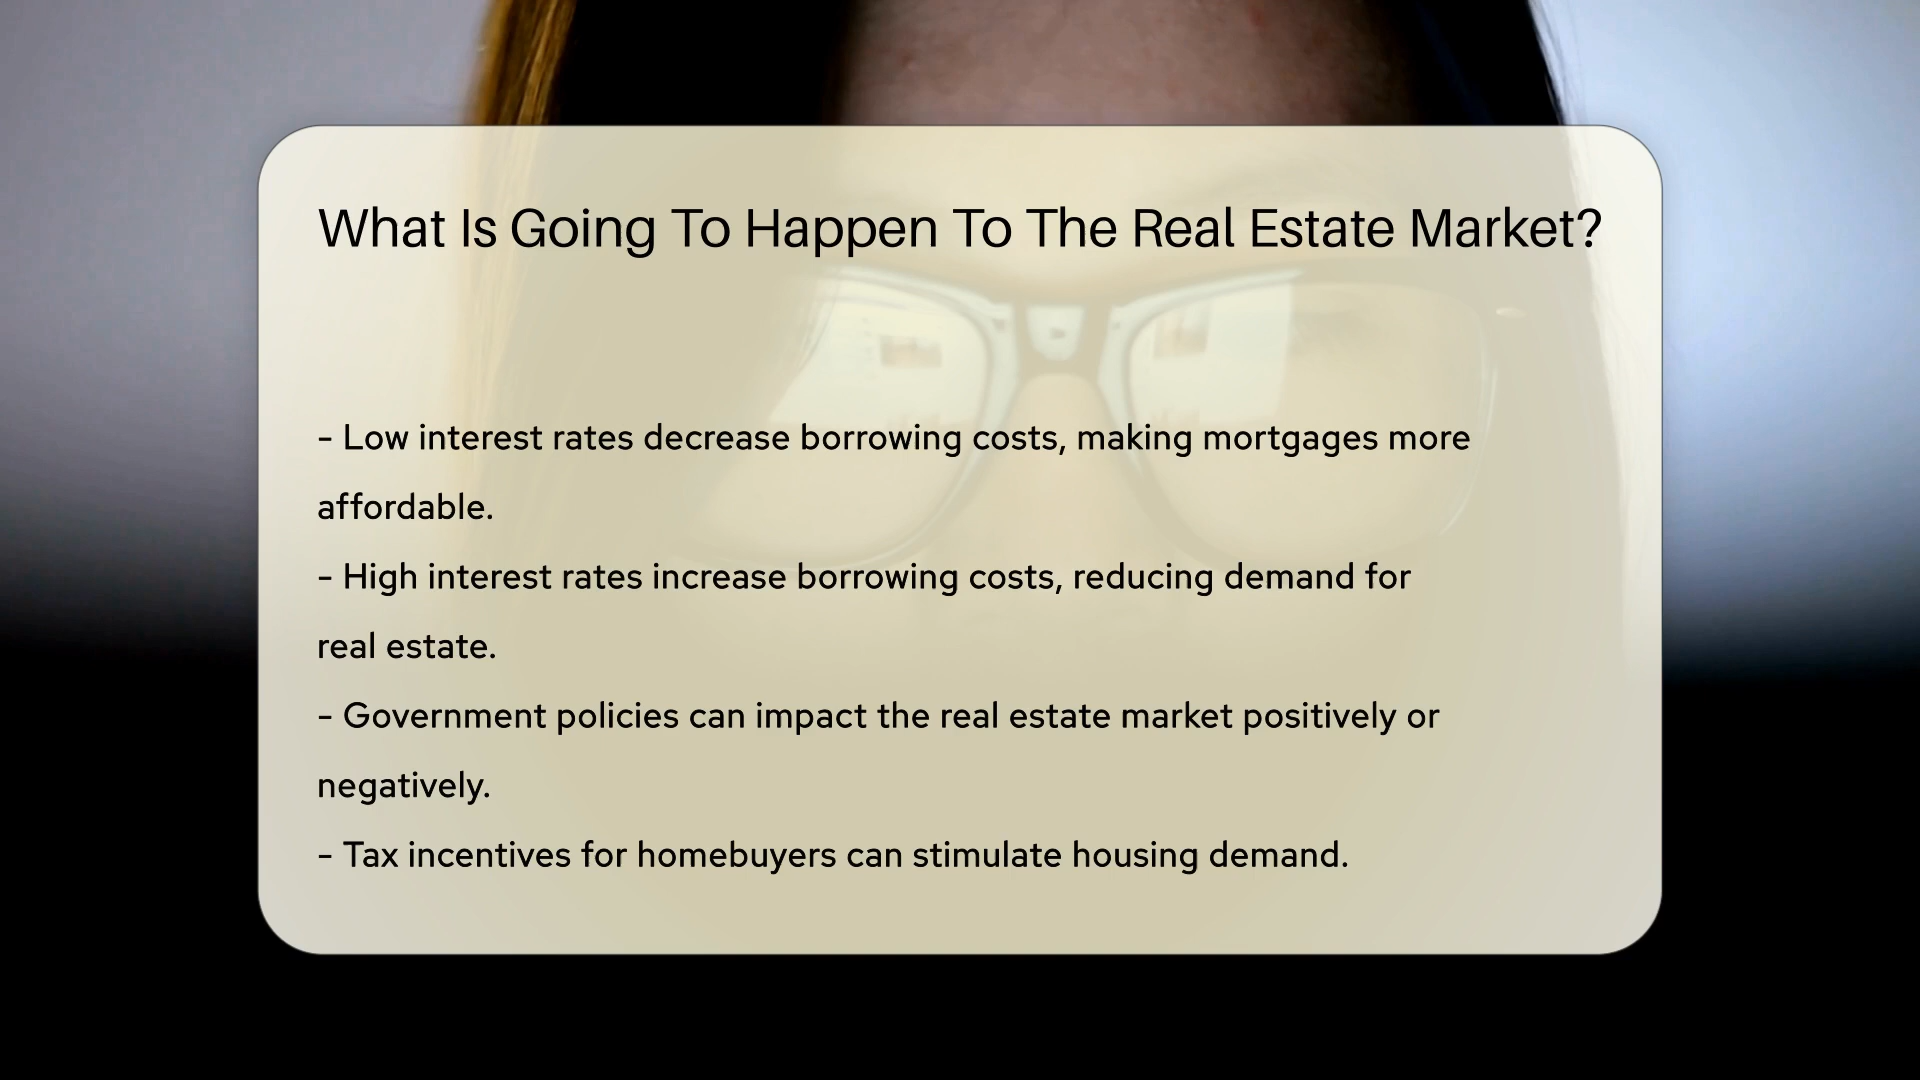 What Is Going To Happen To The Real Estate Market?
- Low interest rates decrease borrowing costs, making mortgages more
affordable.
- High interest rates increase borrowing costs, reducing demand for
real estate.
- Government policies can impact the real estate market positively or
negatively.
- Tax incentives for homebuyers can stimulate housing demand.